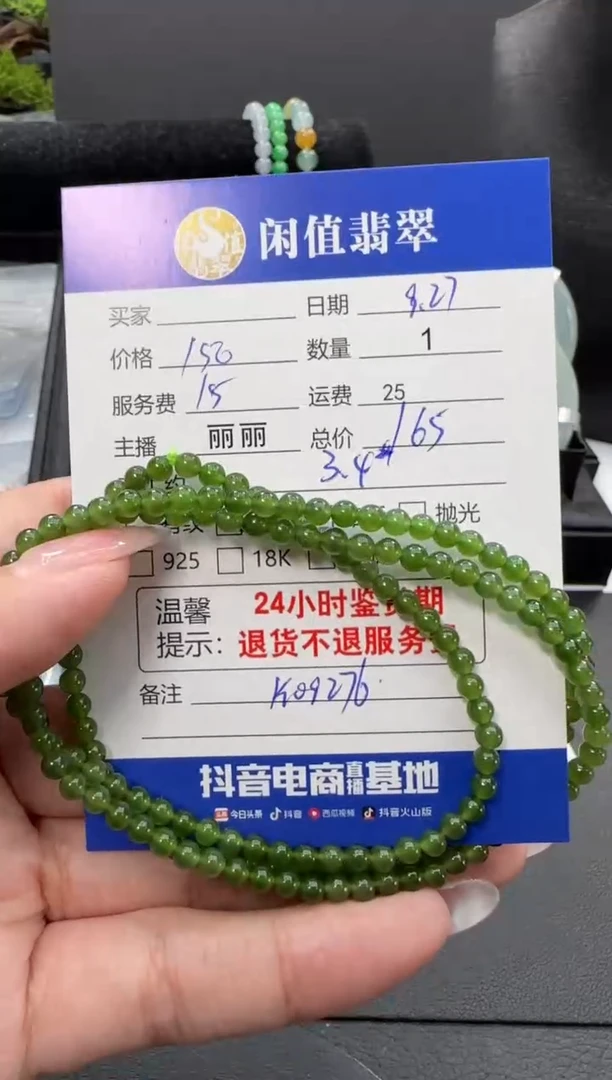 闲值翡翠
买家 日期 8.27
价格 150 数量 1
服务费 15 运费 25
主播 丽丽 总价 165
3.4
抛光
925 18K
温馨 24小时鉴赏期
提示: 退货不退服务费
备注 K09276
抖音电商直播基地
今日头条 抖音 西瓜视频 抖音火山版